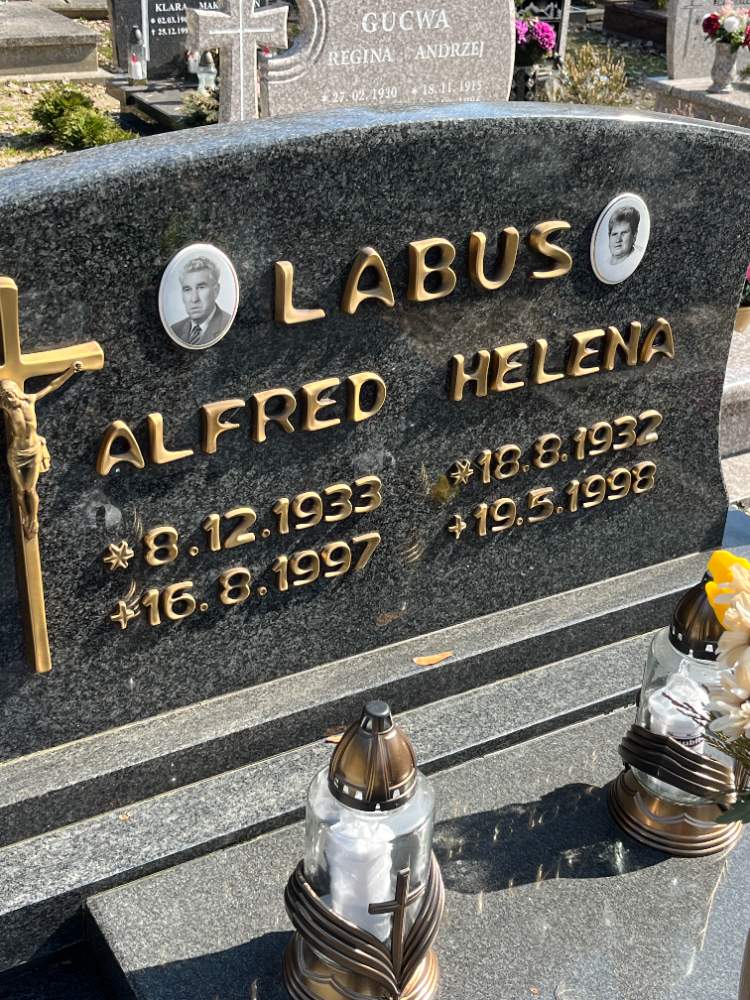 KLARA
* 02.03.19
† 25.12.19
GUCWA
REGINA ANDRZEJ
* 27.02.1930 * 18.11.1915
LABUS
ALFRED HELENA
* 8.12.1933 * 18.8.1932
+ 16.8.1997 + 19.5.1998